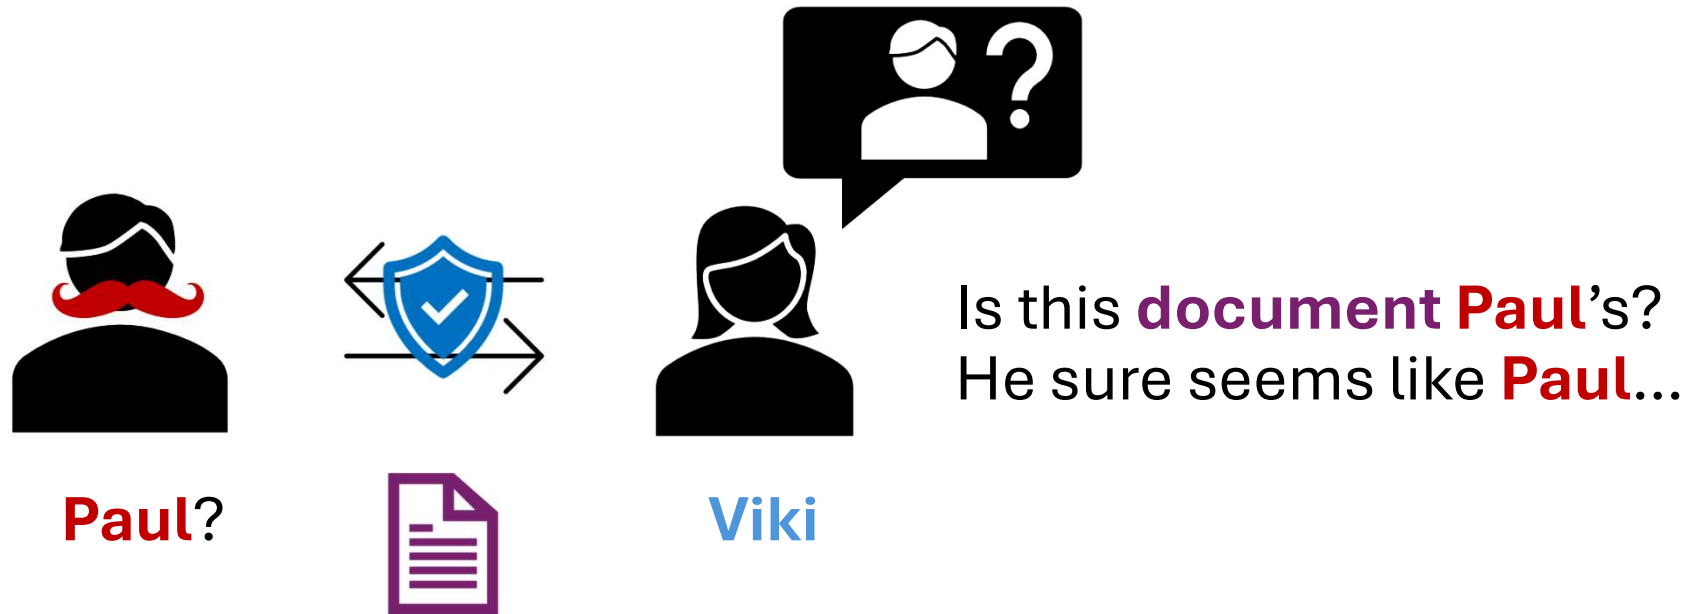 ?
Is this document Paul’s?
He sure seems like Paul...
Paul?
Viki